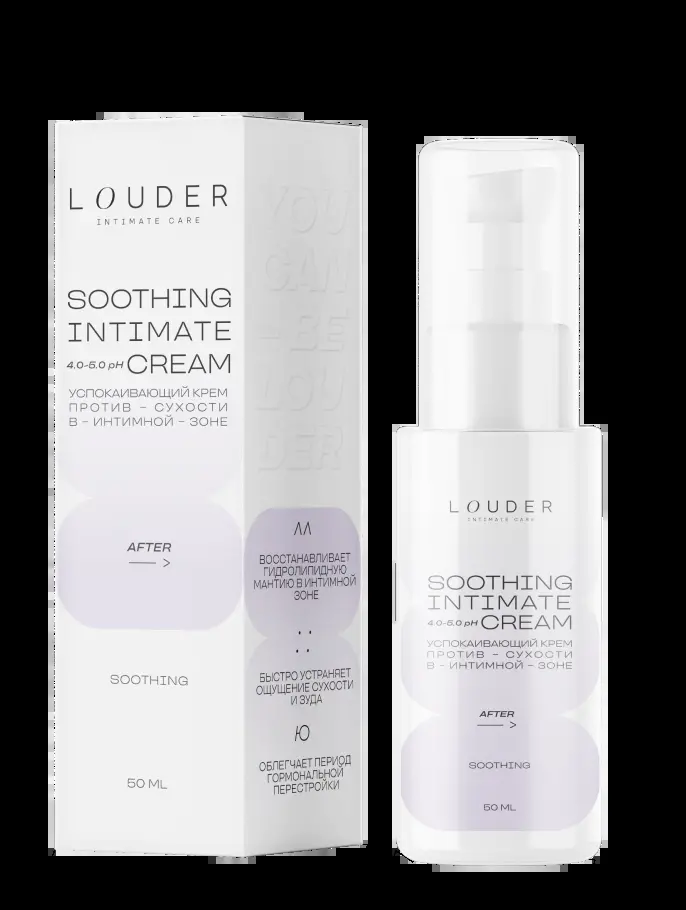 LOUDER
INTIMATE CARE
SOOTHING
INTIMATE
4.0-5.0 pH CREAM
УСПОКАИВАЮЩИЙ КРЕМ
ПРОТИВ – СУХОСТИ
В – ИНТИМНОЙ – ЗОНЕ
AFTER
SOOTHING
50 ML
YOU
CAN
BE
LOU
DER
ВОССТАНАВЛИВАЕТ
ГИДРОЛИПИДНУЮ
МАНТИЮ В ИНТИМНОЙ
ЗОНЕ
БЫСТРО УСТРАНЯЕТ
ОЩУЩЕНИЕ СУХОСТИ
И ЗУДА
Ю
ОБЛЕГЧАЕТ ПЕРИОД
ГОРМОНАЛЬНОЙ
ПЕРЕСТРОЙКИ
LOUDER
INTIMATE CARE
SOOTHING
INTIMATE
4.0-5.0 pH CREAM
УСПОКАИВАЮЩИЙ КРЕМ
ПРОТИВ – СУХОСТИ
В – ИНТИМНОЙ – ЗОНЕ
AFTER
SOOTHING
50 ML